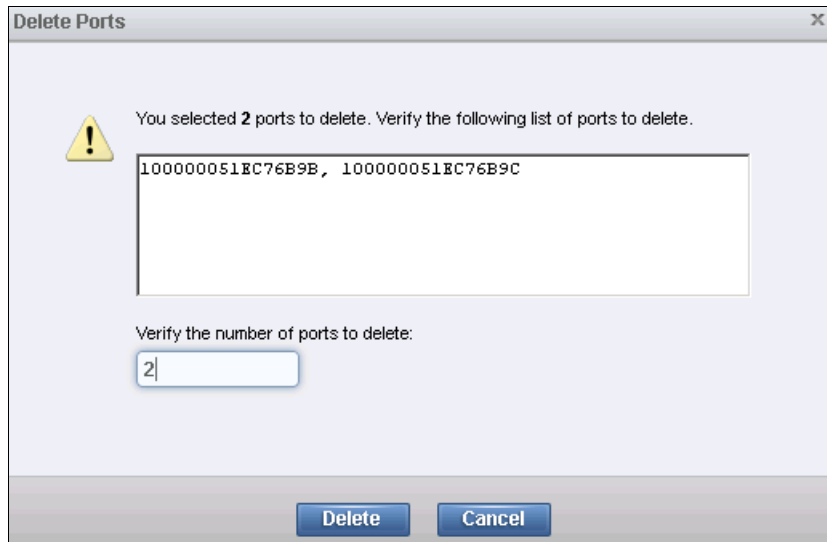 Delete Ports x
You selected 2 ports to delete. Verify the following list of ports to delete.
100000051EC76B9B, 100000051EC76B9C
Verify the number of ports to delete:
2
Delete Cancel